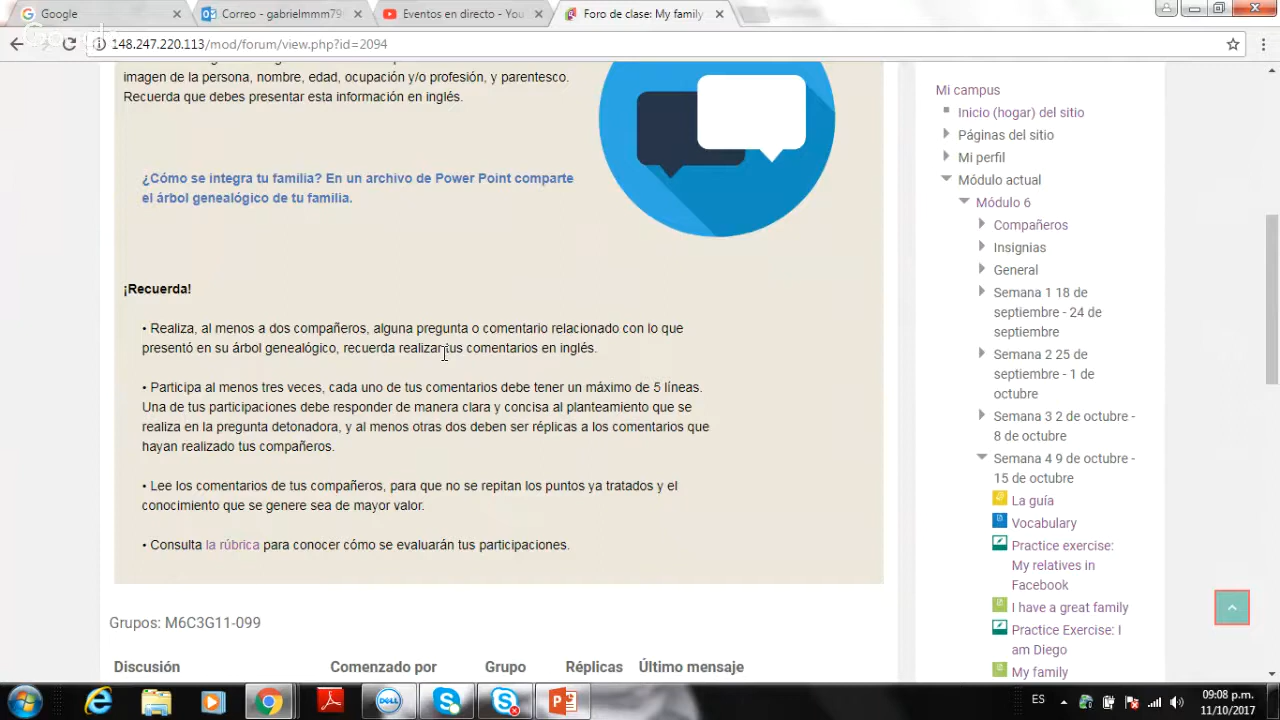 Google
Correo - gabrielmmm79
Eventos en directo - You
Foro de clase: My family
148.247.220.113/mod/forum/view.php?id=2094
imagen de la persona, nombre, edad, ocupación y/o profesión, y parentesco.
Recuerda que debes presentar esta información en inglés.
¿Cómo se integra tu familia? En un archivo de Power Point comparte
el árbol genealógico de tu familia.
¡Recuerda!
• Realiza, al menos a dos compañeros, alguna pregunta o comentario relacionado con lo que
presentó en su árbol genealógico, recuerda realizar tus comentarios en inglés.
• Participa al menos tres veces, cada uno de tus comentarios debe tener un máximo de 5 líneas.
Una de tus participaciones debe responder de manera clara y concisa al planteamiento que se
realiza en la pregunta detonadora, y al menos otras dos deben ser réplicas a los comentarios que
hayan realizado tus compañeros.
• Lee los comentarios de tus compañeros, para que no se repitan los puntos ya tratados y el
conocimiento que se genere sea de mayor valor.
• Consulta la rúbrica para conocer cómo se evaluarán tus participaciones.
Grupos: M6C3G11-099
Discusión Comenzado por Grupo Réplicas Último mensaje
Mi campus
Inicio (hogar) del sitio
Páginas del sitio
Mi perfil
Módulo actual
Módulo 6
Compañeros
Insignias
General
Semana 1 18 de
septiembre - 24 de
septiembre
Semana 2 25 de
septiembre - 1 de
octubre
Semana 3 2 de octubre -
8 de octubre
Semana 4 9 de octubre -
15 de octubre
La guía
Vocabulary
Practice exercise:
My relatives in
Facebook
I have a great family
Practice Exercise: I
am Diego
My family
DELL
ES
09:08 p.m.
11/10/2017